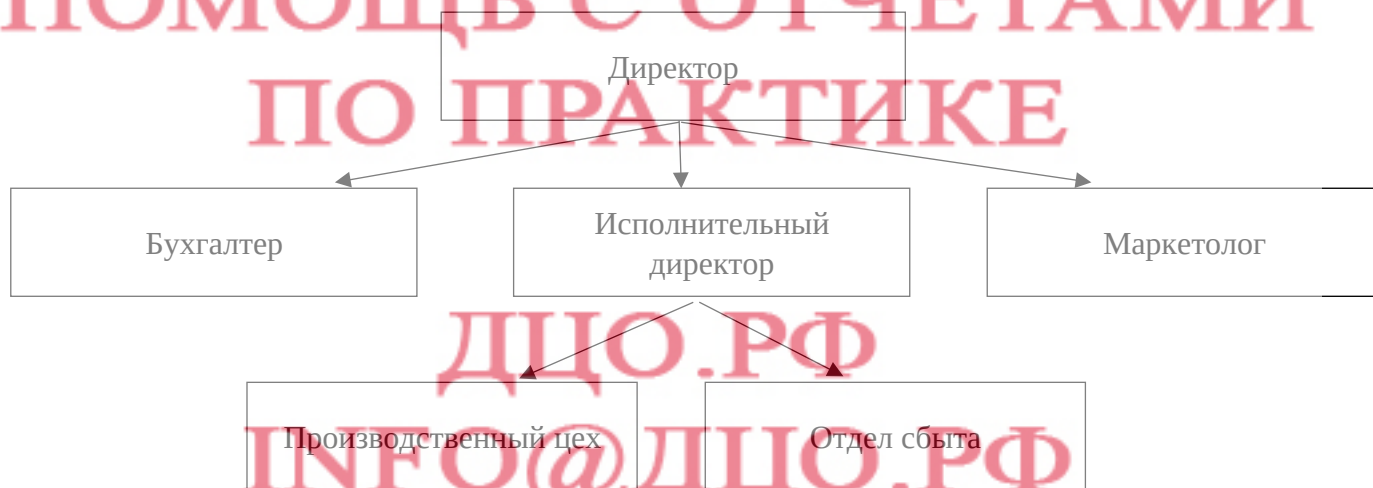 ПОМОЩЬ С ОТЧЕТАМИ
Директор
ПО ПРАКТИКЕ
Бухгалтер
Исполнительный
директор
Маркетолог
ДЦО.РФ
Производственный цех
Отдел сбыта
INFO@ДЦО.РФ